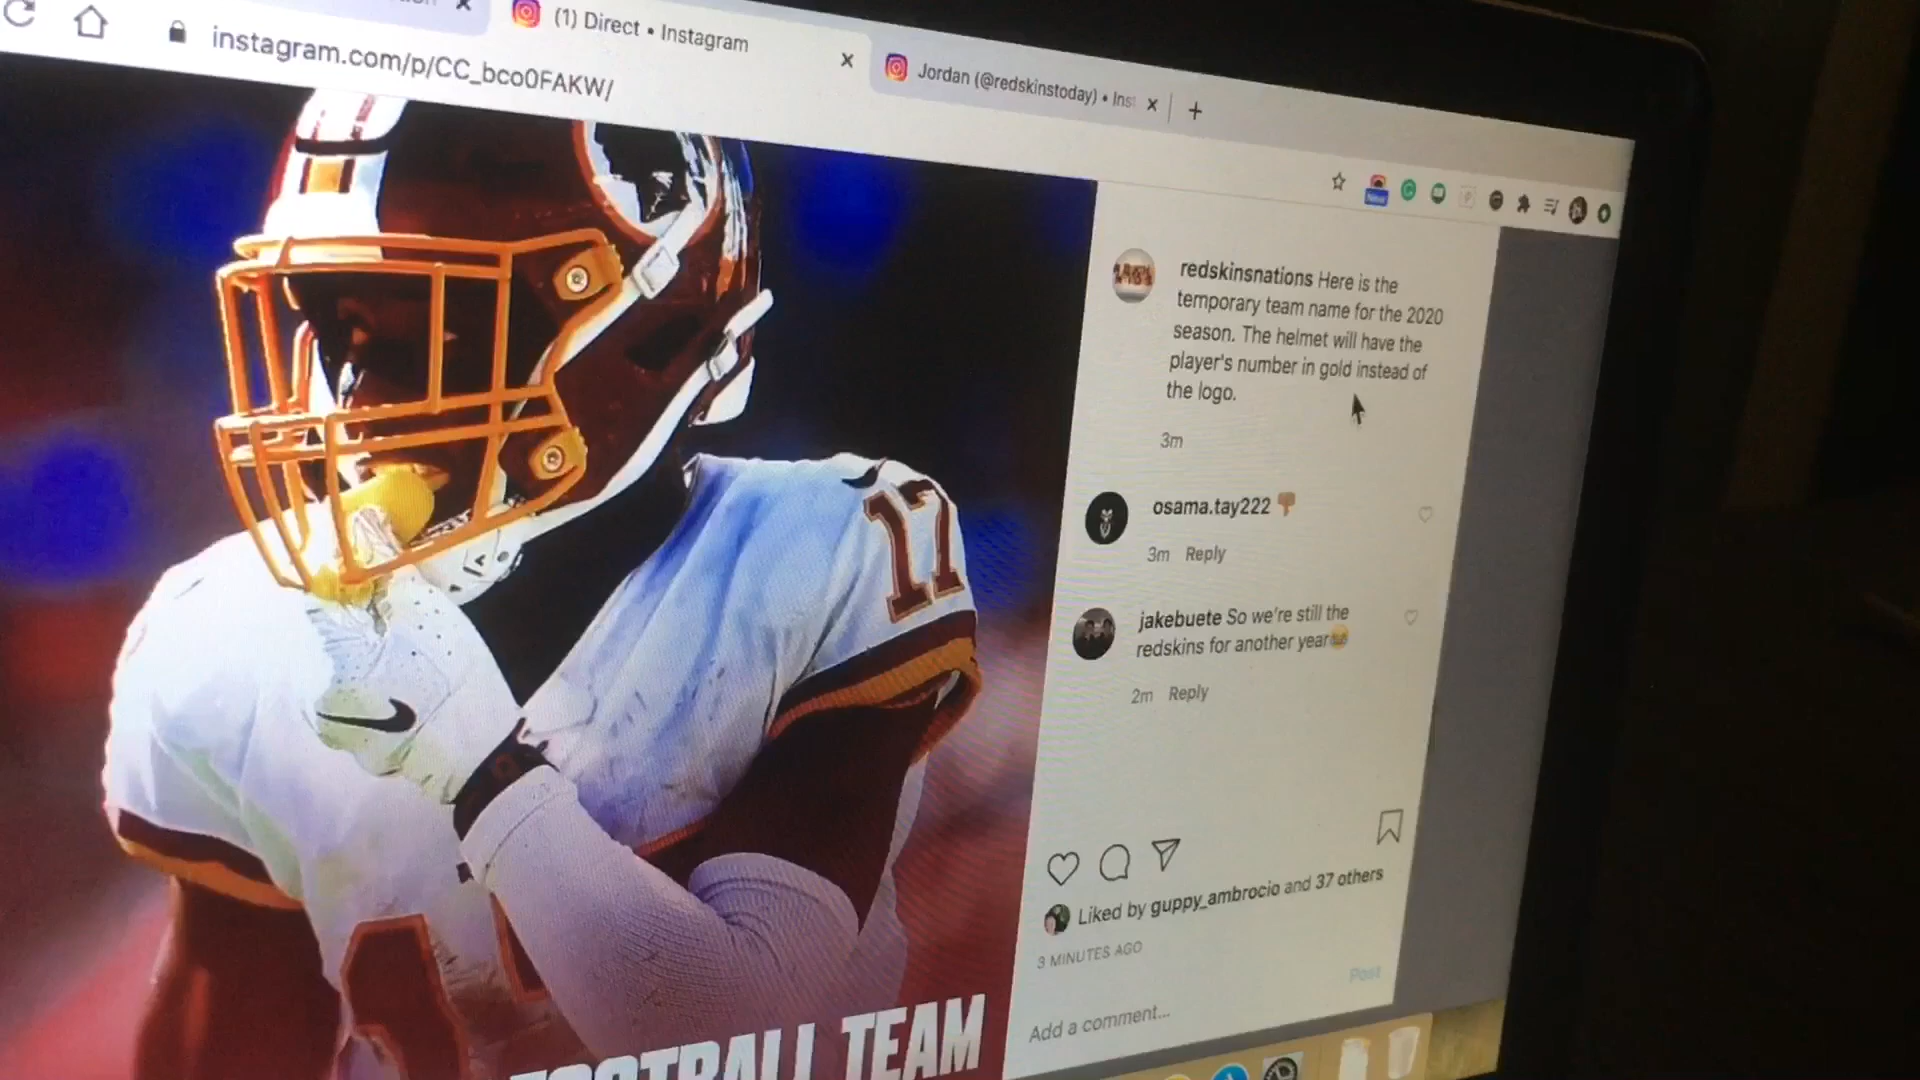 (1) Direct • Instagram
Jordan (@redskinstoday) • Ins
instagram.com/p/CC_bco0FAKW/
New
redskinsnations Here is the
temporary team name for the 2020
season. The helmet will have the
player's number in gold instead of
the logo.
3m
osama.tay222 👎🏽
3m Reply
jakebuete So we're still the
redskins for another year
2m Reply
Liked by guppy_ambrocio and 37 others
3 MINUTES AGO
Post
Add a comment...
17
FOOTBALL TEAM